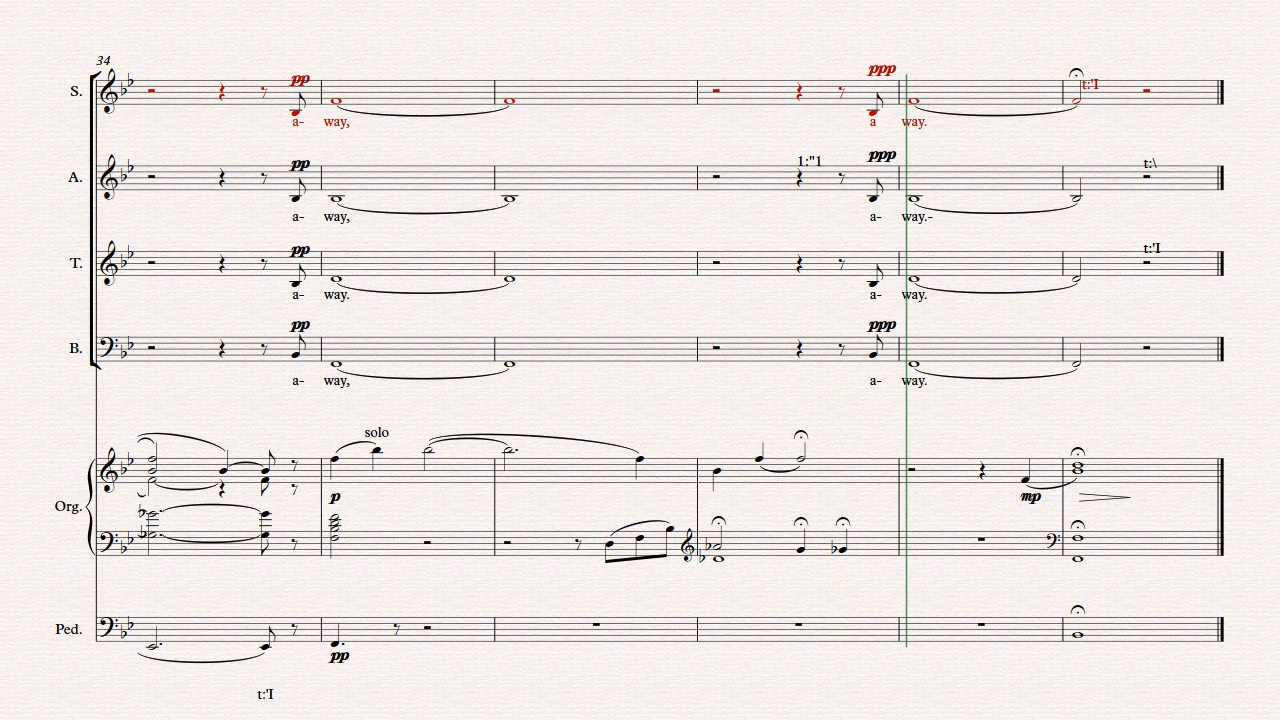 34
pp ppp
S. t:'I
a- way, a way.
pp 1:"1 ppp t:\
A.
a- way, a- way.-
pp t:'I
T.
a- way. a- way.
pp ppp
B.
a- way, a- way.
solo
Org. p mp
Ped.
pp
t:'I